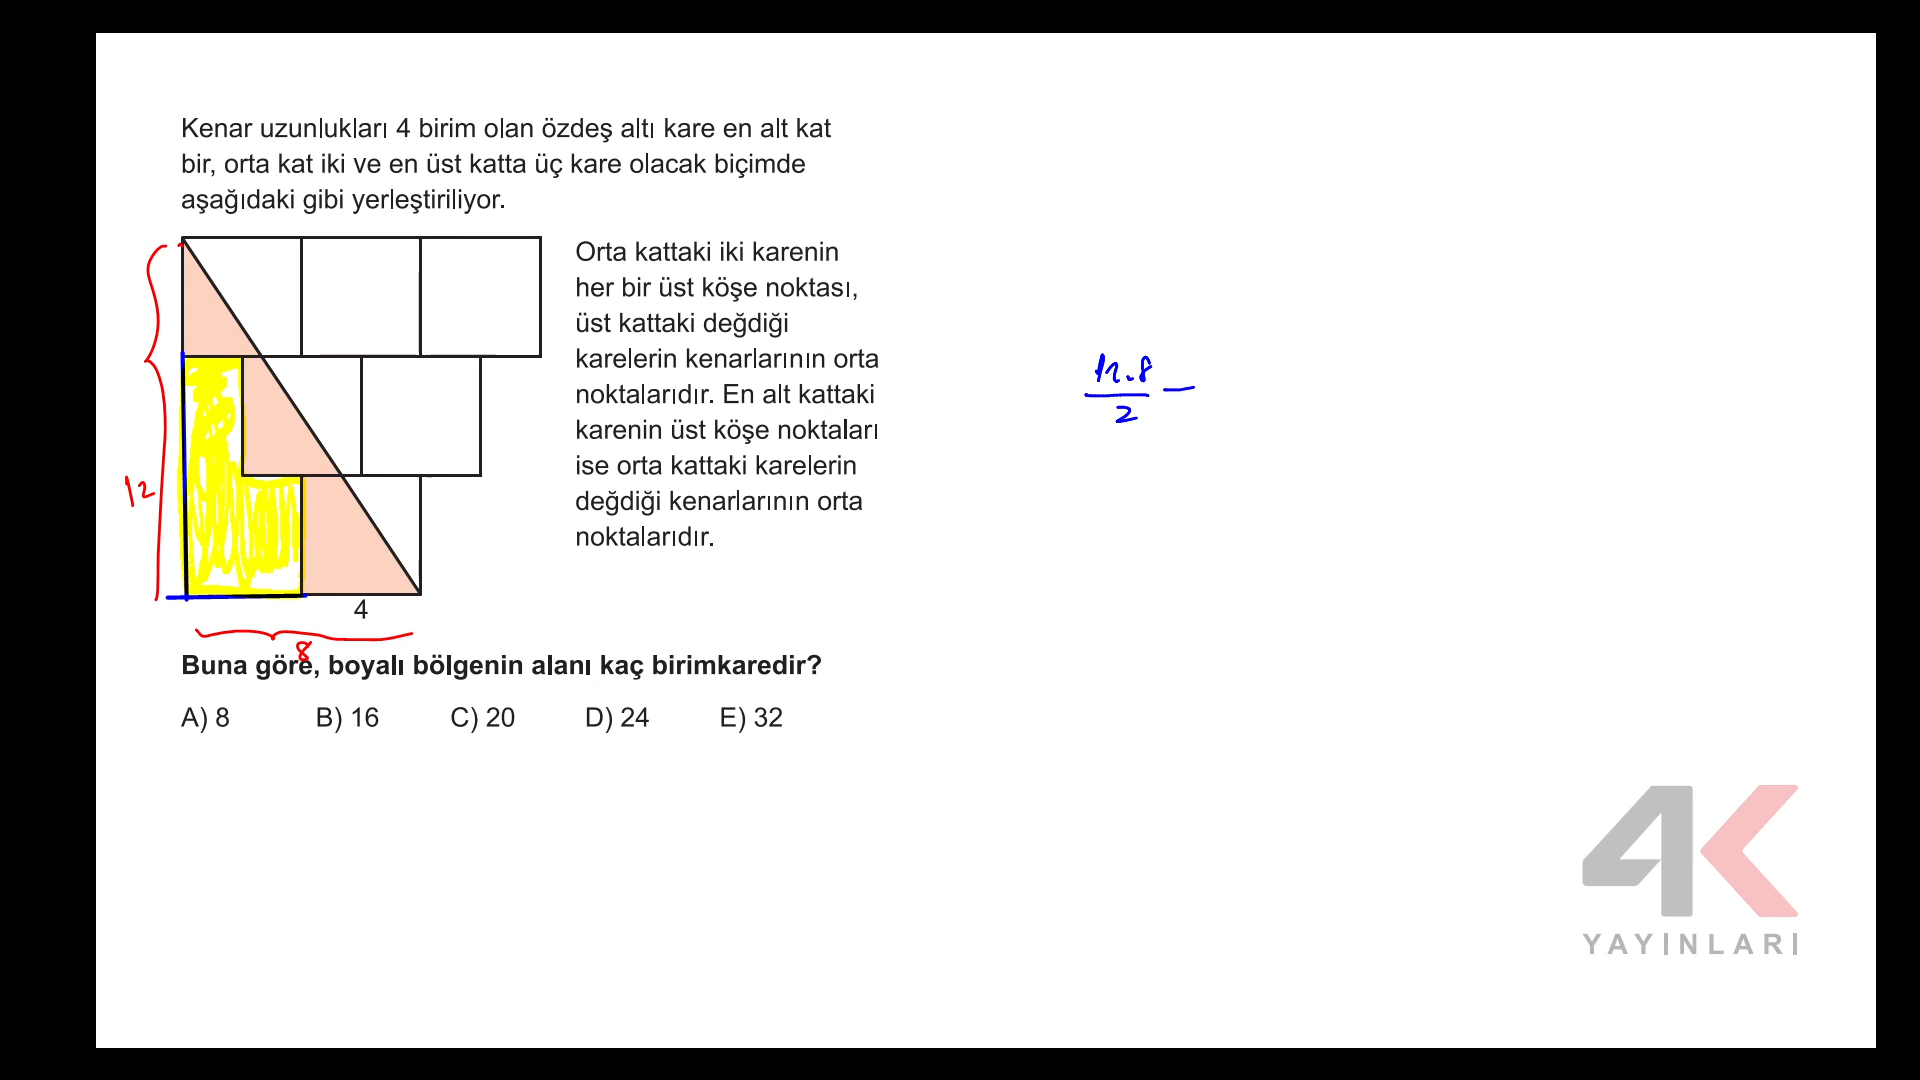 Kenar uzunlukları 4 birim olan özdeş altı kare en alt kat
bir, orta kat iki ve en üst katta üç kare olacak biçimde
aşağıdaki gibi yerleştiriliyor.
Orta kattaki iki karenin
her bir üst köşe noktası,
üst kattaki değdiği
karelerin kenarlarının orta
noktalarıdır. En alt kattaki
karenin üst köşe noktaları
ise orta kattaki karelerin
değdiği kenarlarının orta
noktalarıdır.
12
4
8
12.8
2
—
Buna göre, boyalı bölgenin alanı kaç birimkaredir?
A) 8 B) 16 C) 20 D) 24 E) 32
4K
YAYINLARI